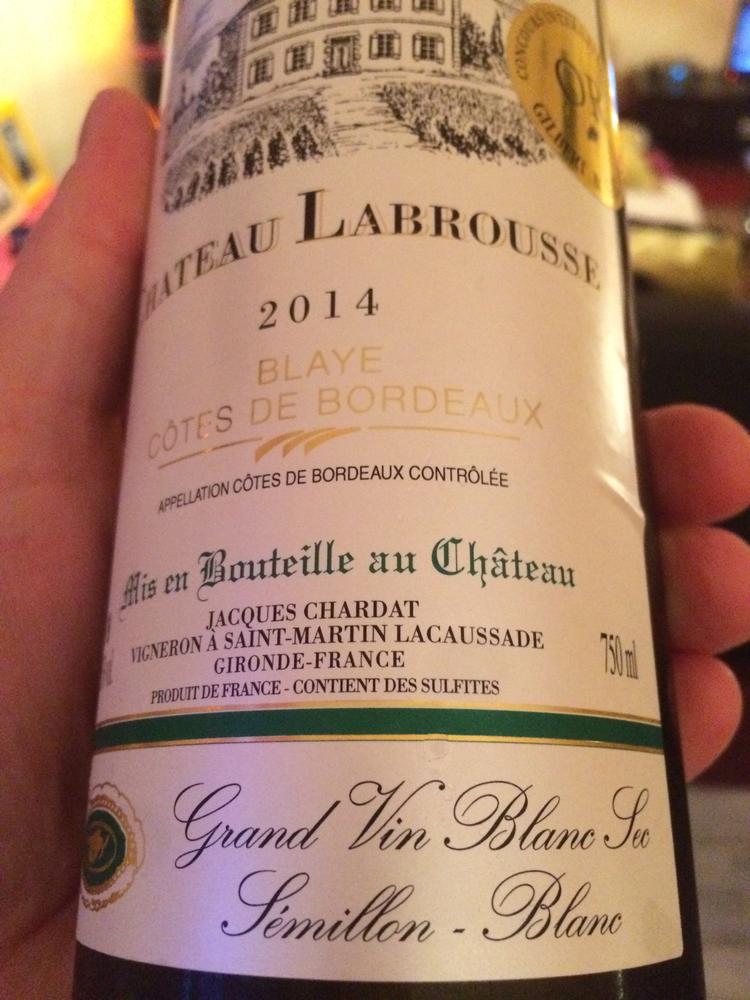 GILBERT
CHATEAU LABROUSSE
2014
BLAYE
CÔTES DE BORDEAUX
APPELLATION CÔTES DE BORDEAUX CONTRÔLÉE
Mis en Bouteille au Château
JACQUES CHARDAT
VIGNERON À SAINT-MARTIN LACAUSSADE
GIRONDE-FRANCE
750 ml
PRODUIT DE FRANCE - CONTIENT DES SULFITES
Grand Vin Blanc Sec
Sémillon - Blanc